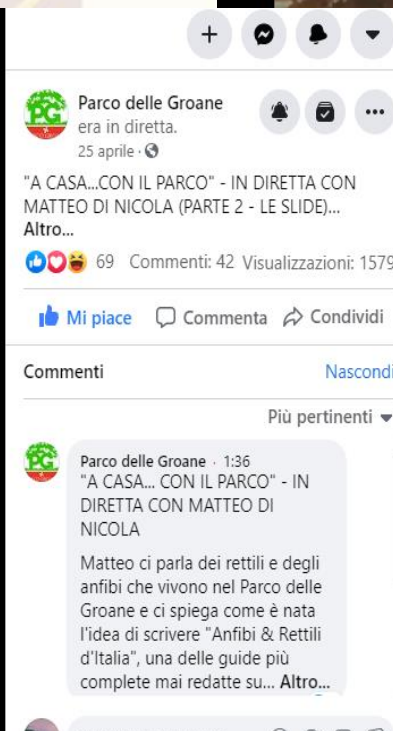 Parco delle Groane
era in diretta.
25 aprile ·
"A CASA...CON IL PARCO" - IN DIRETTA CON
MATTEO DI NICOLA (PARTE 2 - LE SLIDE)...
Altro...
69 Commenti: 42 Visualizzazioni: 1579
Mi piace Commenta Condividi
Commenti Nascondi
Più pertinenti
Parco delle Groane · 1:36
"A CASA... CON IL PARCO" - IN
DIRETTA CON MATTEO DI
NICOLA
Matteo ci parla dei rettili e degli
anfibi che vivono nel Parco delle
Groane e ci spiega come è nata
l'idea di scrivere "Anfibi & Rettili
d'Italia", una delle guide più
complete mai redatte su... Altro...